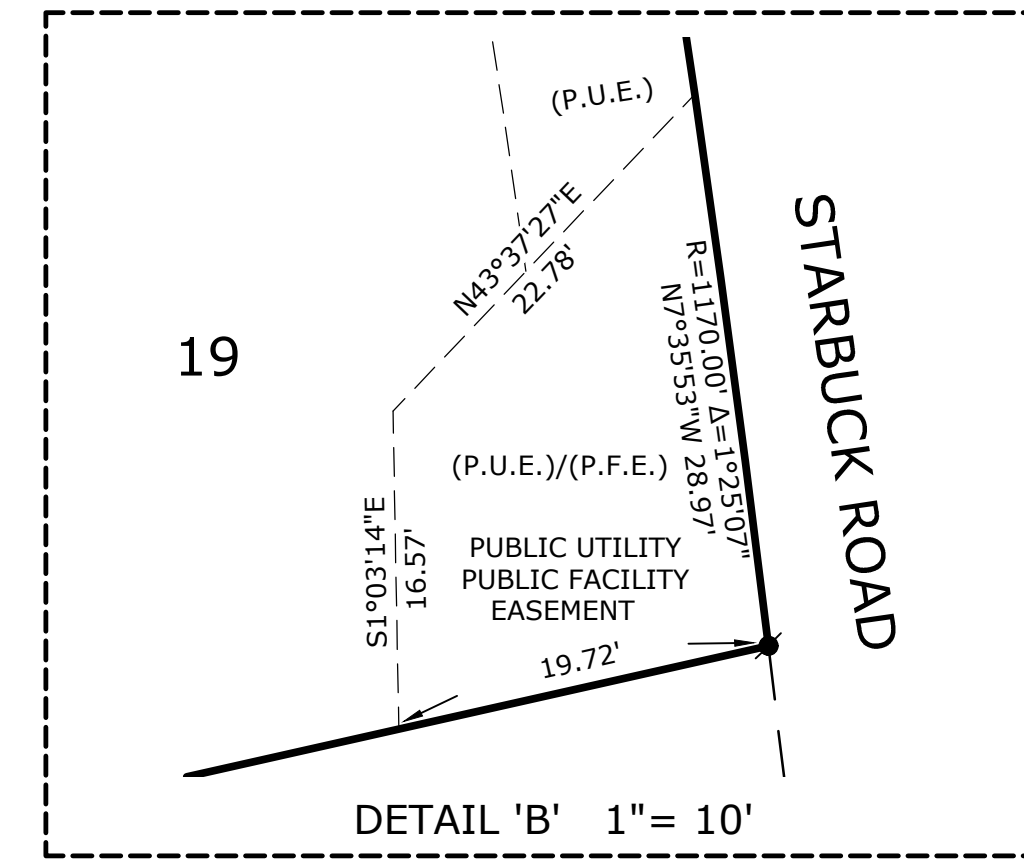 (P.U.E.)
N43°37'27"E
22.78'
STARBUCK ROAD
R=1170.00' Δ=1°25'07"
N7°35'53"W 28.97'
19
(P.U.E.)/(P.F.E.)
S1°03'14"E
16.57'
PUBLIC UTILITY
PUBLIC FACILITY
EASEMENT
19.72'
DETAIL 'B' 1"= 10'